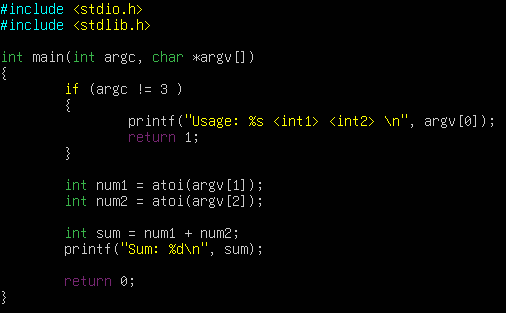 #include <stdio.h>
#include <stdlib.h>

int main(int argc, char *argv[])
{
        if (argc != 3 )
        {
                printf("Usage: %s <int1> <int2> \n", argv[0]);
                return 1;
        }

        int num1 = atoi(argv[1]);
        int num2 = atoi(argv[2]);

        int sum = num1 + num2;
        printf("Sum: %d\n", sum);

        return 0;
}